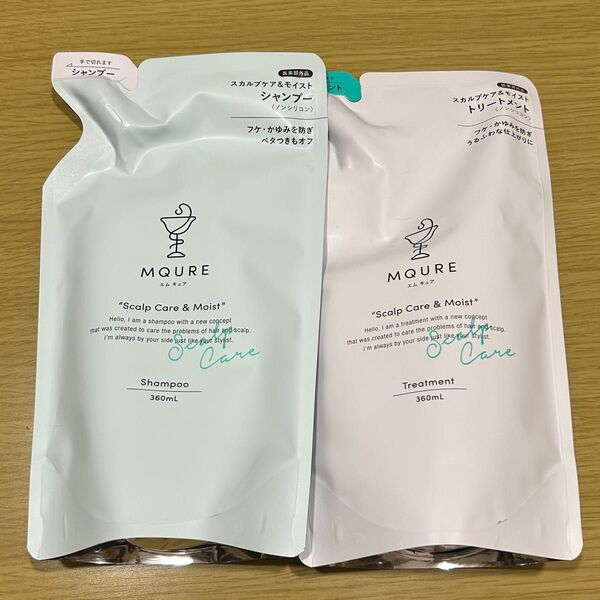 手で切れます
シャンプー
医薬部外品
スカルプケア&モイスト
シャンプー
(ノンシリコン)
フケ・かゆみを防ぎ
ベタつきもオフ
MQURE
エム キュア
"Scalp Care & Moist"
Hello, I am a shampoo with a new concept
that was created to care the problems of hair and scalp.
I'm always by your side just like your stylist.
Scalp
Care
Shampoo
360mL
ント
医薬部外品
スカルプケア&モイスト
トリートメント
(ノンシリコン)
フケ・かゆみを防ぎ
うるふわな仕上がりに
MQURE
エム キュア
"Scalp Care & Moist"
Hello, I am a treatment with a new concept
that was created to care the problems of hair and scalp.
I'm always by your side just like your stylist.
Scalp
Care
Treatment
360mL